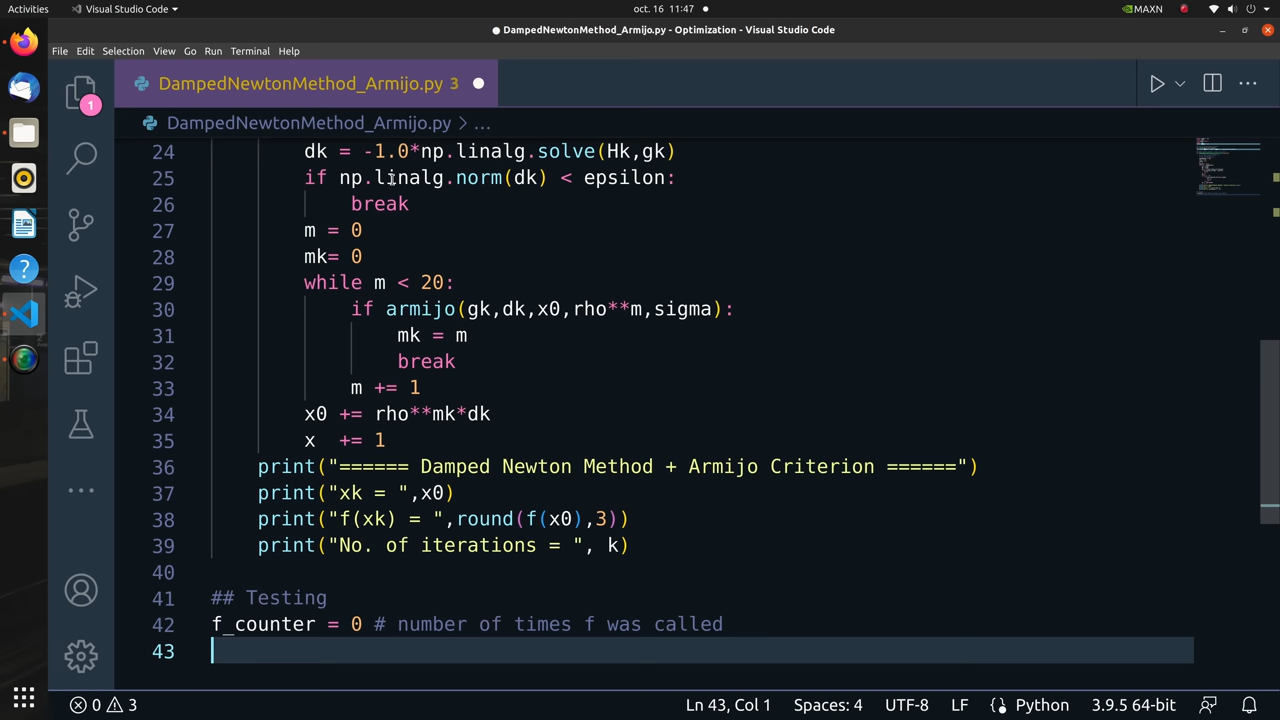 Activities
Visual Studio Code
oct. 16 11:47
MAXN
DampedNewtonMethod_Armijo.py - Optimization - Visual Studio Code
File Edit Selection View Go Run Terminal Help
1
DampedNewtonMethod_Armijo.py 3
DampedNewtonMethod_Armijo.py > ...
24 dk = -1.0*np.linalg.solve(Hk,gk)
25 if np.linalg.norm(dk) < epsilon:
26 break
27 m = 0
28 mk= 0
29 while m < 20:
30 if armijo(gk,dk,x0,rho**m,sigma):
31 mk = m
32 break
33 m += 1
34 x0 += rho**mk*dk
35 x += 1
36 print("====== Damped Newton Method + Armijo Criterion ======")
37 print("xk = ",x0)
38 print("f(xk) = ",round(f(x0),3))
39 print("No. of iterations = ", k)
40
41 ## Testing
42 f_counter = 0 # number of times f was called
43
0 3
Ln 43, Col 1
Spaces: 4
UTF-8
LF
Python
3.9.5 64-bit